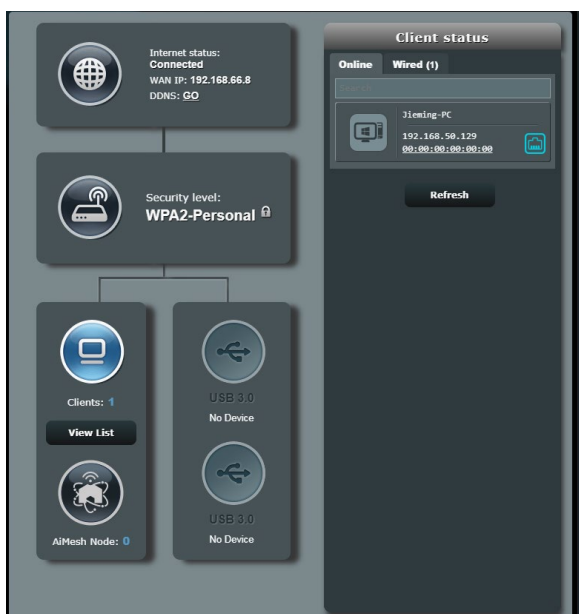 Internet status:
Connected
WAN IP: 192.168.66.8
DDNS: GO
Security level:
WPA2-Personal
Clients: 1
View List
AiMesh Node: 0
USB 3.0
No Device
USB 3.0
No Device
Client status
Online Wired (1)
Search
Jieming-PC
192.168.50.129
00:00:00:00:00:00
Refresh